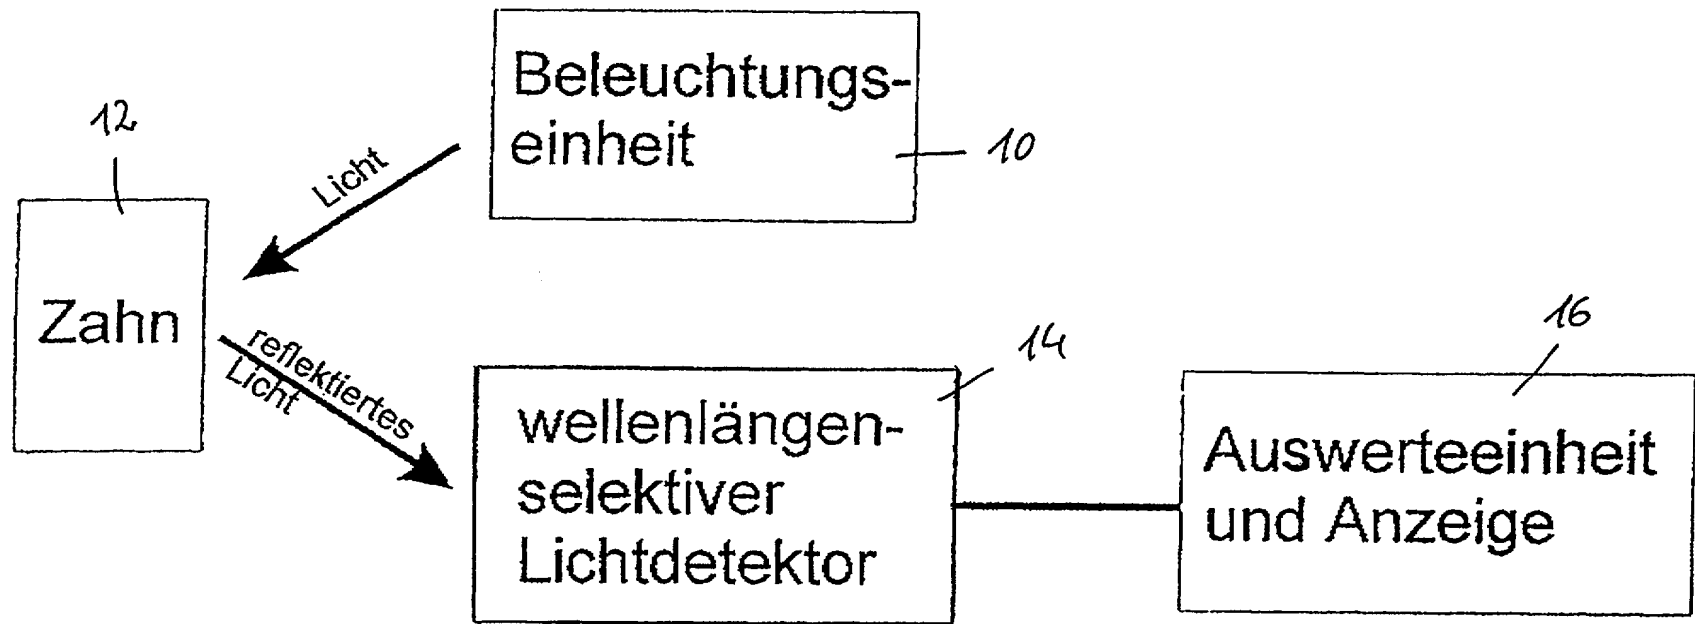 Beleuchtungs-
einheit
10
12
Licht
Zahn
reflektiertes
Licht
14
wellenlängen-
selektiver
Lichtdetektor
16
Auswerteeinheit
und Anzeige